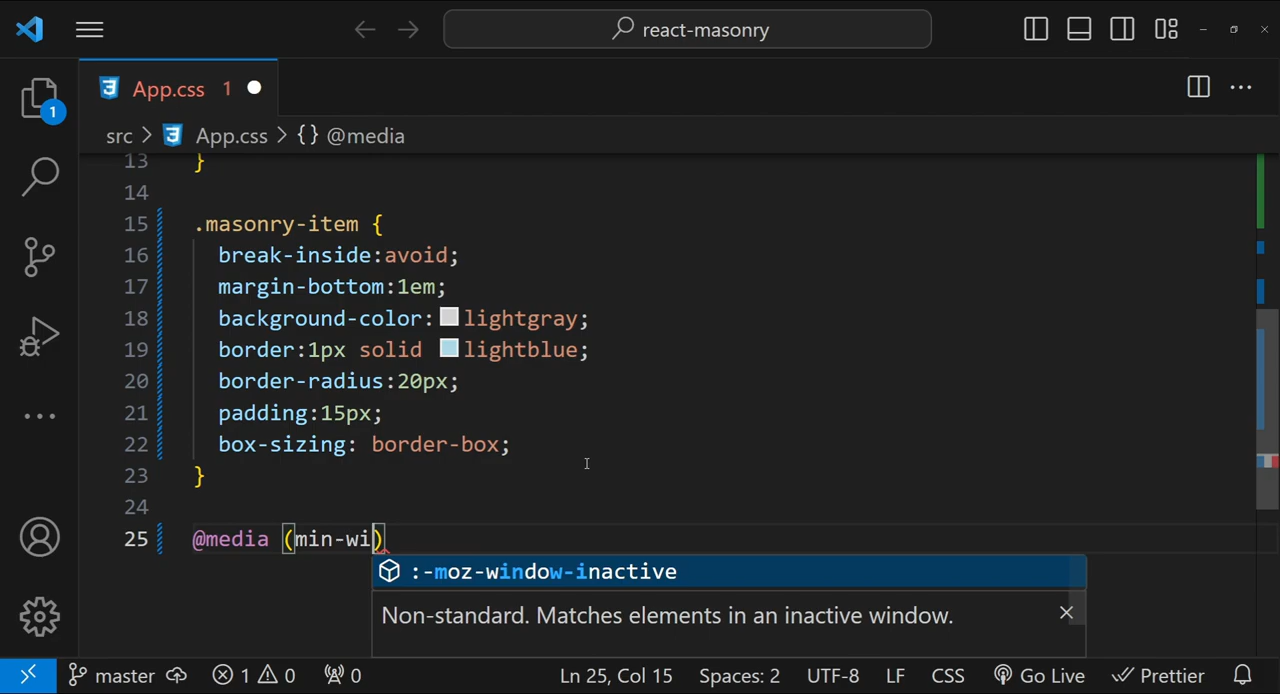 react-masonry
App.css 1
src > App.css > {} @media
1
13 }
14
15 .masonry-item {
16 break-inside:avoid;
17 margin-bottom:1em;
18 background-color:lightgray;
19 border:1px solid lightblue;
20 border-radius:20px;
21 padding:15px;
22 box-sizing: border-box;
23 }
24
25 @media (min-wi)
:-moz-window-inactive
Non-standard. Matches elements in an inactive window.
master 1 0 0 Ln 25, Col 15 Spaces: 2 UTF-8 LF CSS Go Live Prettier